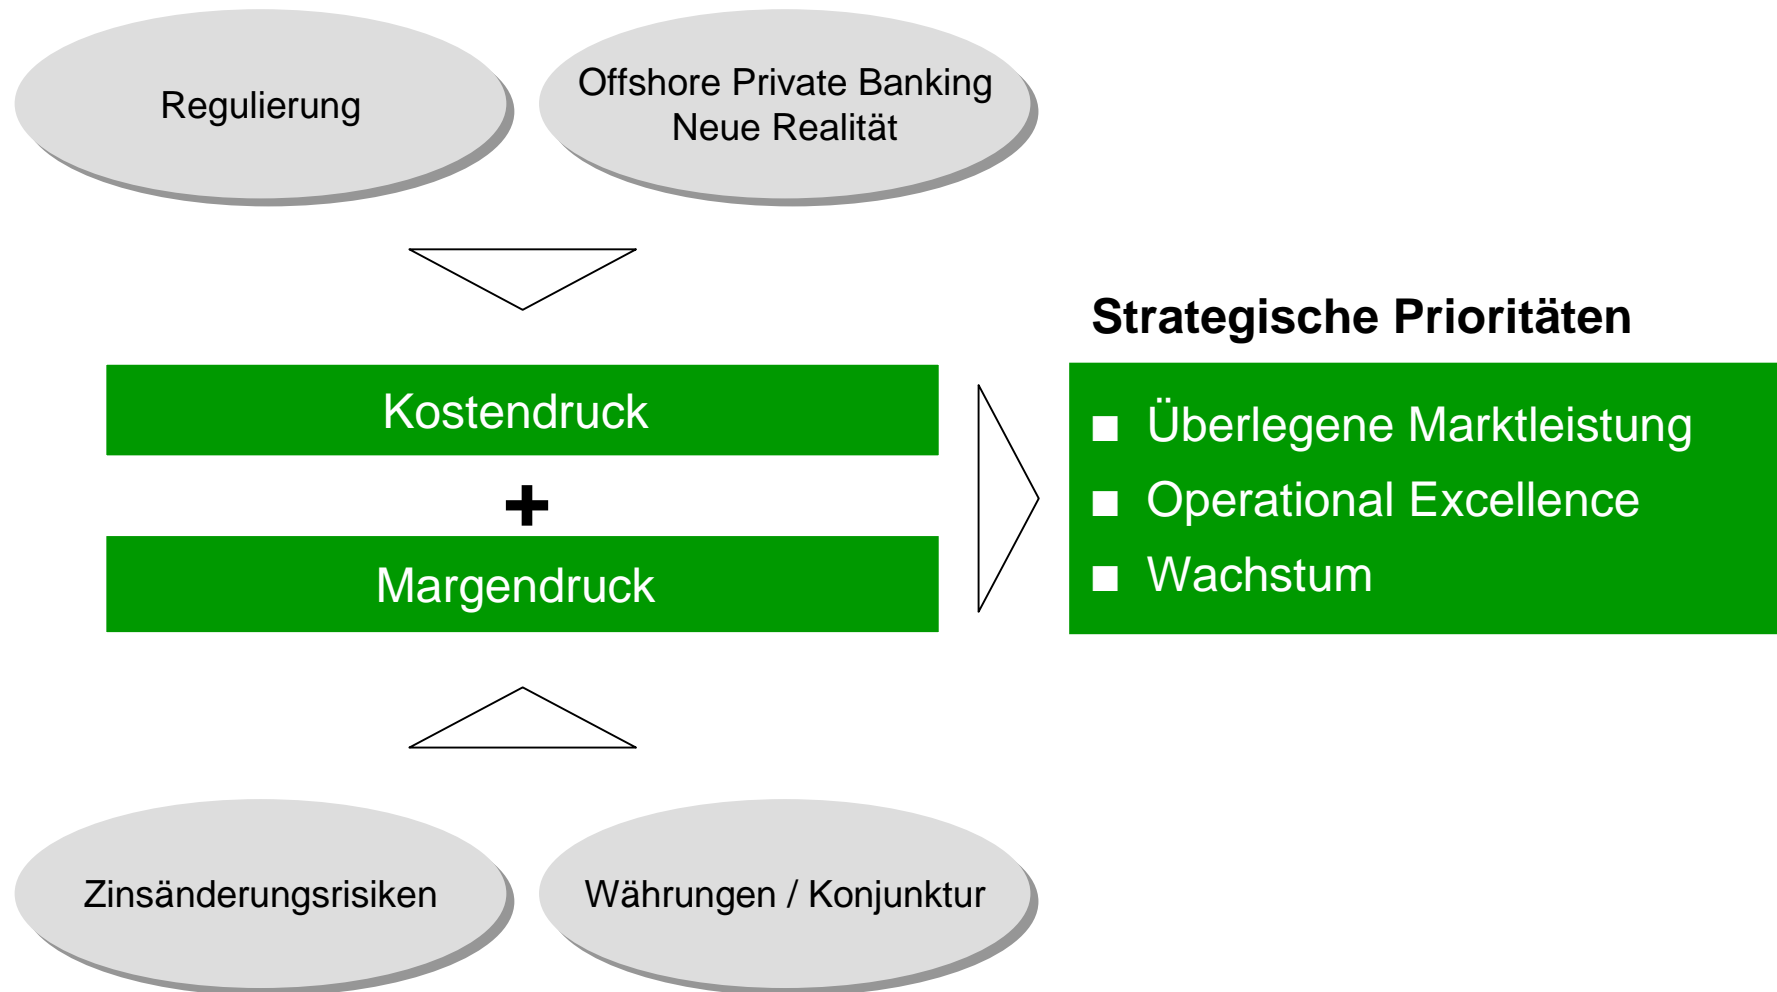 Regulierung
Offshore Private Banking
Neue Realität
Kostendruck
+
Margendruck
Strategische Prioritäten
■ Überlegene Marktleistung
■ Operational Excellence
■ Wachstum
Zinsänderungsrisiken
Währungen / Konjunktur